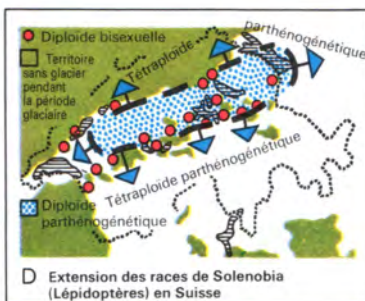 Diploïde bisexuelle
Territoire
sans glacier
pendant
la période
glaciaire
Tétraploïde parthénogénétique
Tétraploïde parthénogénétique
Diploïde
parthénogénétique
D Extension des races de Solenobia
(Lépidoptères) en Suisse